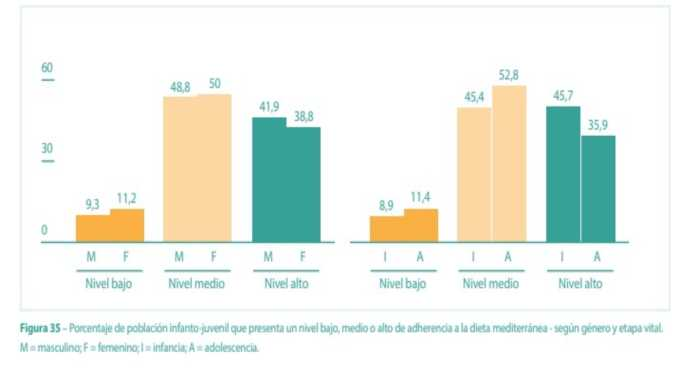 60
30
0
9,3
11,2
48,8
50
41,9
38,8
M F M F M F
Nivel bajo Nivel medio Nivel alto
8,9
11,4
45,4
52,8
45,7
35,9
I A I A I A
Nivel bajo Nivel medio Nivel alto
Figura 35 – Porcentaje de población infanto-juvenil que presenta un nivel bajo, medio o alto de adherencia a la dieta mediterránea - según género y etapa vital.
M = masculino; F = femenino; I = infancia; A = adolescencia.